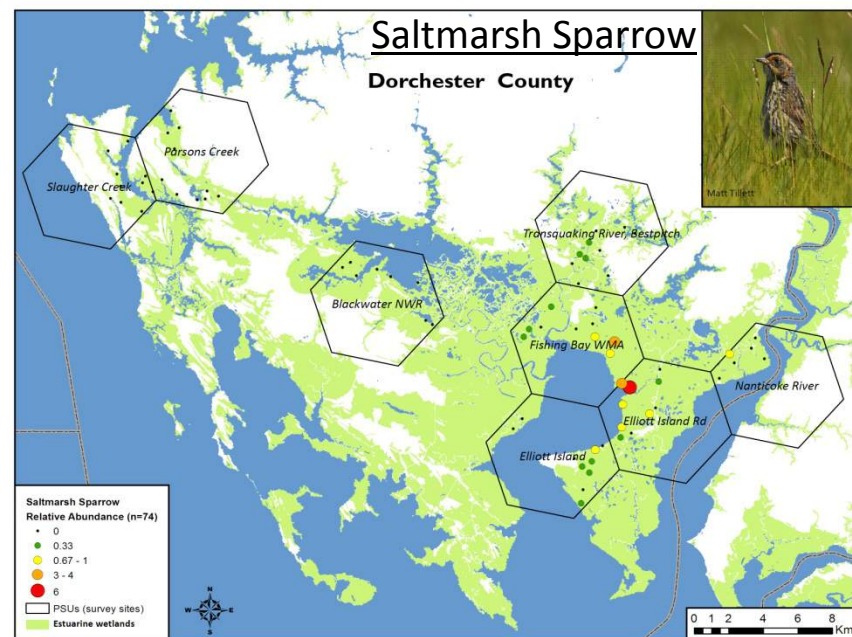 Saltmarsh Sparrow
Dorchester County
Matt Tillett
Parsons Creek
Slaughter Creek
Transquaking River, Bestpitch
Blackwater NWR
Fishing Bay WMA
Nanticoke River
Elliott Island Rd
Elliott Island
Saltmarsh Sparrow
Relative Abundance (n=74)
0
0.33
0.67 - 1
3 - 4
6
PSUs (survey sites)
Estuarine wetlands
N
W E
S
0 1 2 4 6 8
Km